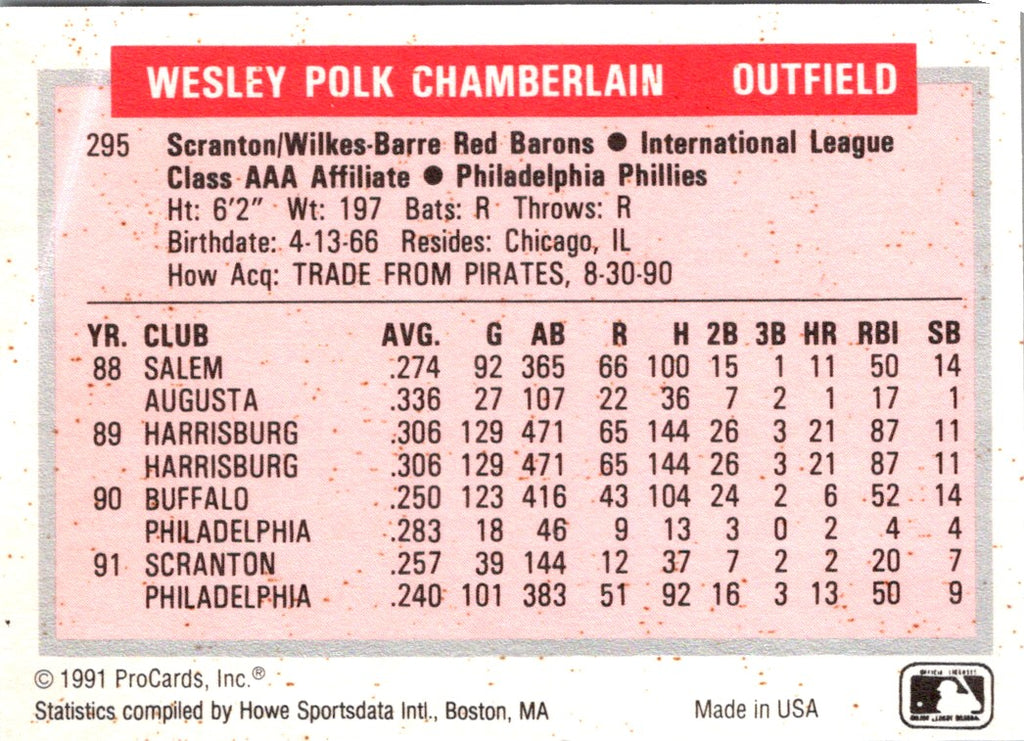 WESLEY POLK CHAMBERLAIN OUTFIELD
295 Scranton/Wilkes-Barre Red Barons ● International League
Class AAA Affiliate ● Philadelphia Phillies
Ht: 6'2" Wt: 197 Bats: R Throws: R
Birthdate: 4-13-66 Resides: Chicago, IL
How Acq: TRADE FROM PIRATES, 8-30-90
YR. CLUB AVG. G AB R H 2B 3B HR RBI SB
88 SALEM .274 92 365 66 100 15 1 11 50 14
AUGUSTA .336 27 107 22 36 7 2 1 17 1
89 HARRISBURG .306 129 471 65 144 26 3 21 87 11
HARRISBURG .306 129 471 65 144 26 3 21 87 11
90 BUFFALO .250 123 416 43 104 24 2 6 52 14
PHILADELPHIA .283 18 46 9 13 3 0 2 4 4
91 SCRANTON .257 39 144 12 37 7 2 2 20 7
PHILADELPHIA .240 101 383 51 92 16 3 13 50 9
© 1991 ProCards, Inc.®
Statistics compiled by Howe Sportsdata Intl., Boston, MA Made in USA